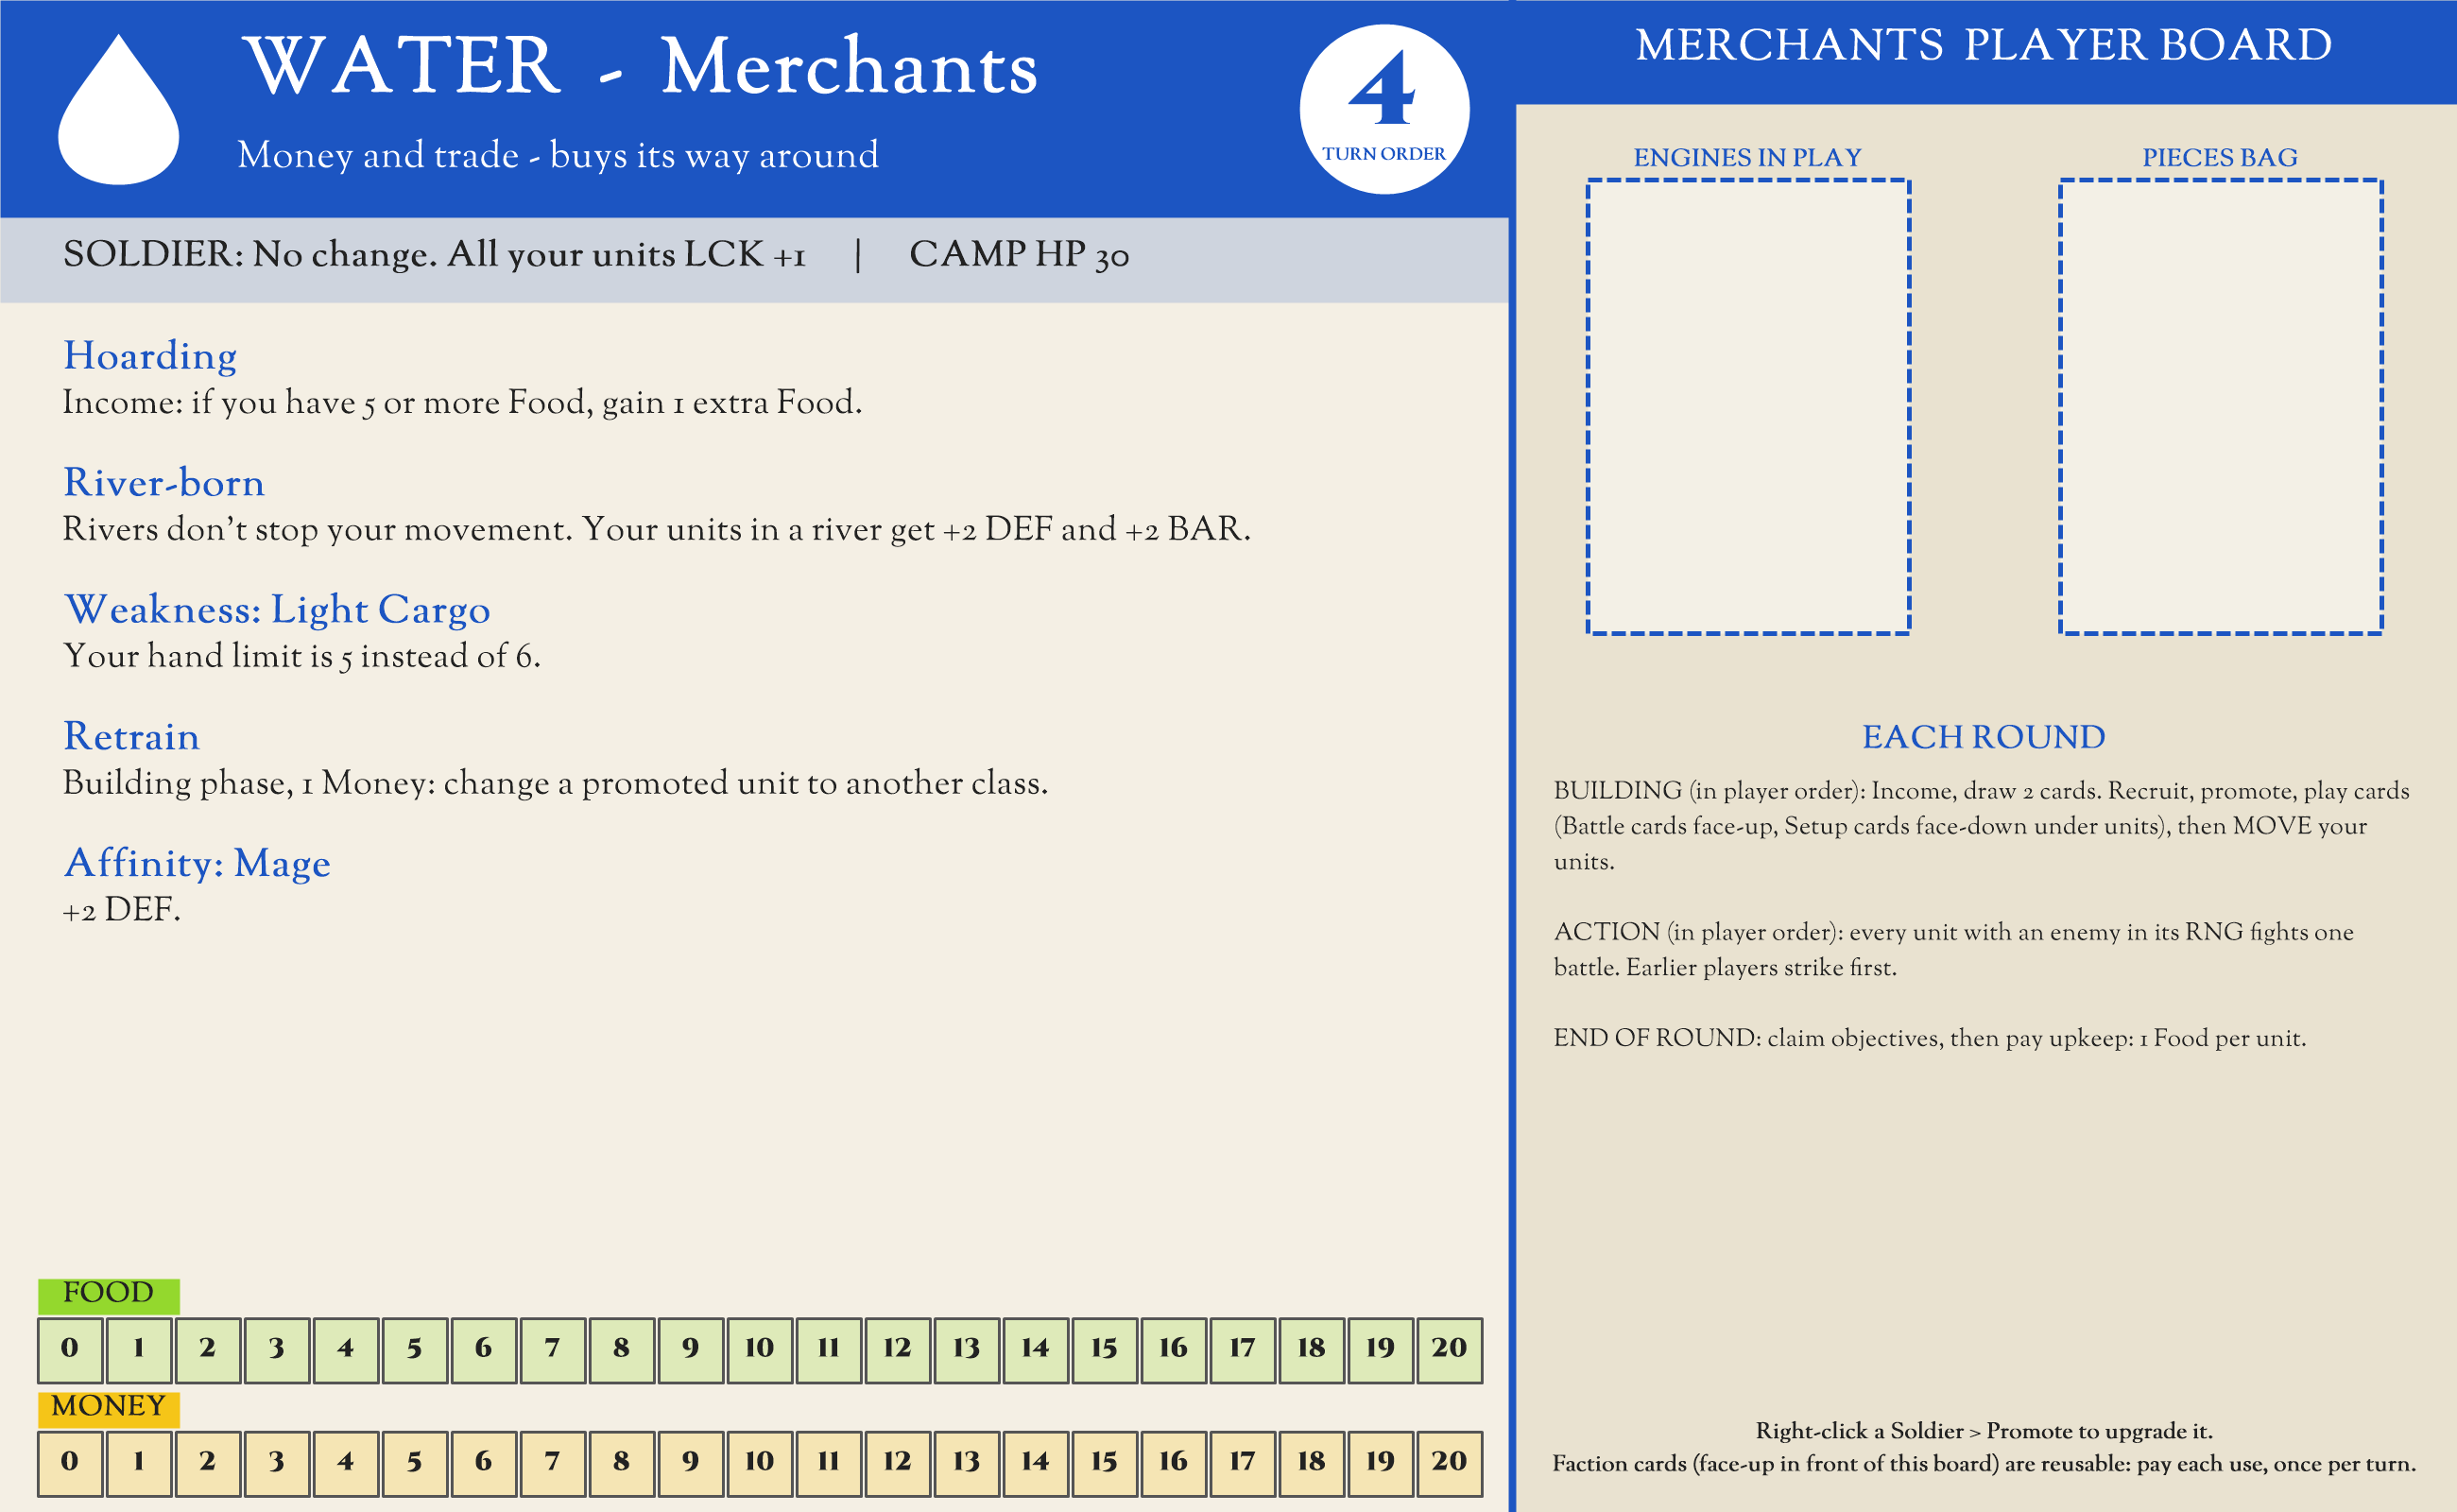 WATER - Merchants
Money and trade - buys its way around
4
TURN ORDER
SOLDIER: No change. All your units LCK +1 | CAMP HP 30
Hoarding
Income: if you have 5 or more Food, gain 1 extra Food.
River-born
Rivers don't stop your movement. Your units in a river get +2 DEF and +2 BAR.
Weakness: Light Cargo
Your hand limit is 5 instead of 6.
Retrain
Building phase, 1 Money: change a promoted unit to another class.
Affinity: Mage
+2 DEF.
FOOD
0 1 2 3 4 5 6 7 8 9 10 11 12 13 14 15 16 17 18 19 20
MONEY
0 1 2 3 4 5 6 7 8 9 10 11 12 13 14 15 16 17 18 19 20
MERCHANTS PLAYER BOARD
ENGINES IN PLAY
PIECES BAG
EACH ROUND
BUILDING (in player order): Income, draw 2 cards. Recruit, promote, play cards
(Battle cards face-up, Setup cards face-down under units), then MOVE your
units.
ACTION (in player order): every unit with an enemy in its RNG fights one
battle. Earlier players strike first.
END OF ROUND: claim objectives, then pay upkeep: 1 Food per unit.
Right-click a Soldier > Promote to upgrade it.
Faction cards (face-up in front of this board) are reusable: pay each use, once per turn.